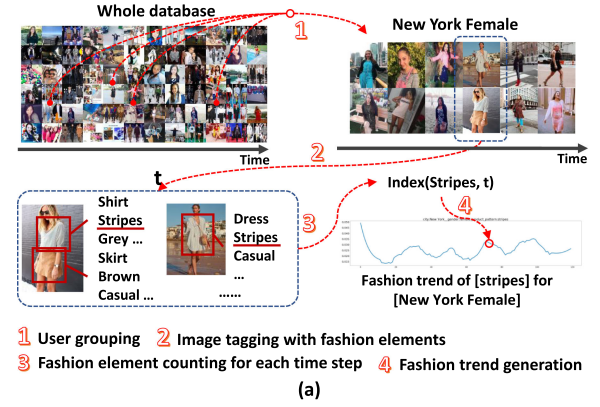 Whole database
1
New York Female
Time
Time
2
t
Shirt
Stripes
Grey ...
Skirt
Brown
Casual ...
Dress
Stripes
Casual
...
......
3
Index(Stripes, t)
4
Fashion trend of [stripes] for
[New York Female]
1 User grouping 2 Image tagging with fashion elements
3 Fashion element counting for each time step 4 Fashion trend generation
(a)